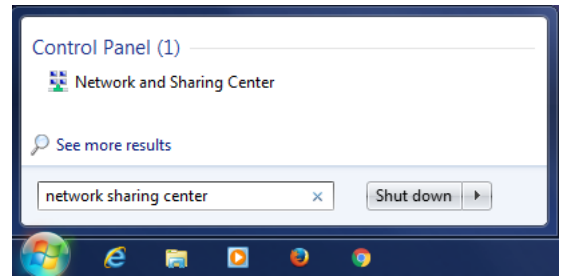 Control Panel (1)
Network and Sharing Center
See more results
network sharing center
Shut down